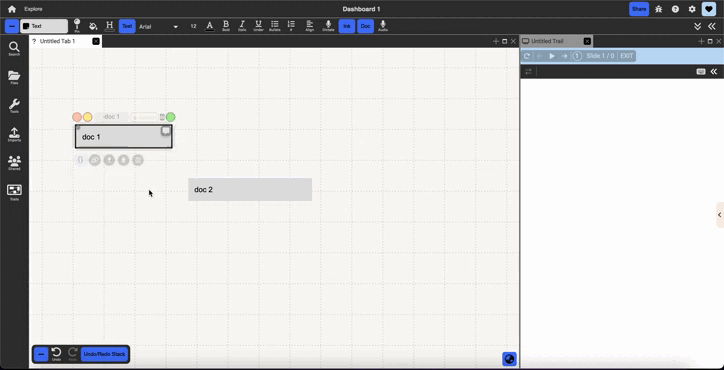 Explore
Dashboard 1
Share
Text
Pin
Fill
Arial
12
Font
Bold
Italic
Under
Bullets
#
Align
Dictate
Ink
Doc
Audio
? Untitled Tab 1
Untitled Trail
Slide 1 / 0
EXIT
Search
Files
Tools
Imports
Shared
Trails
doc 1
doc 1
doc 2
Undo
Undo/Redo Stack